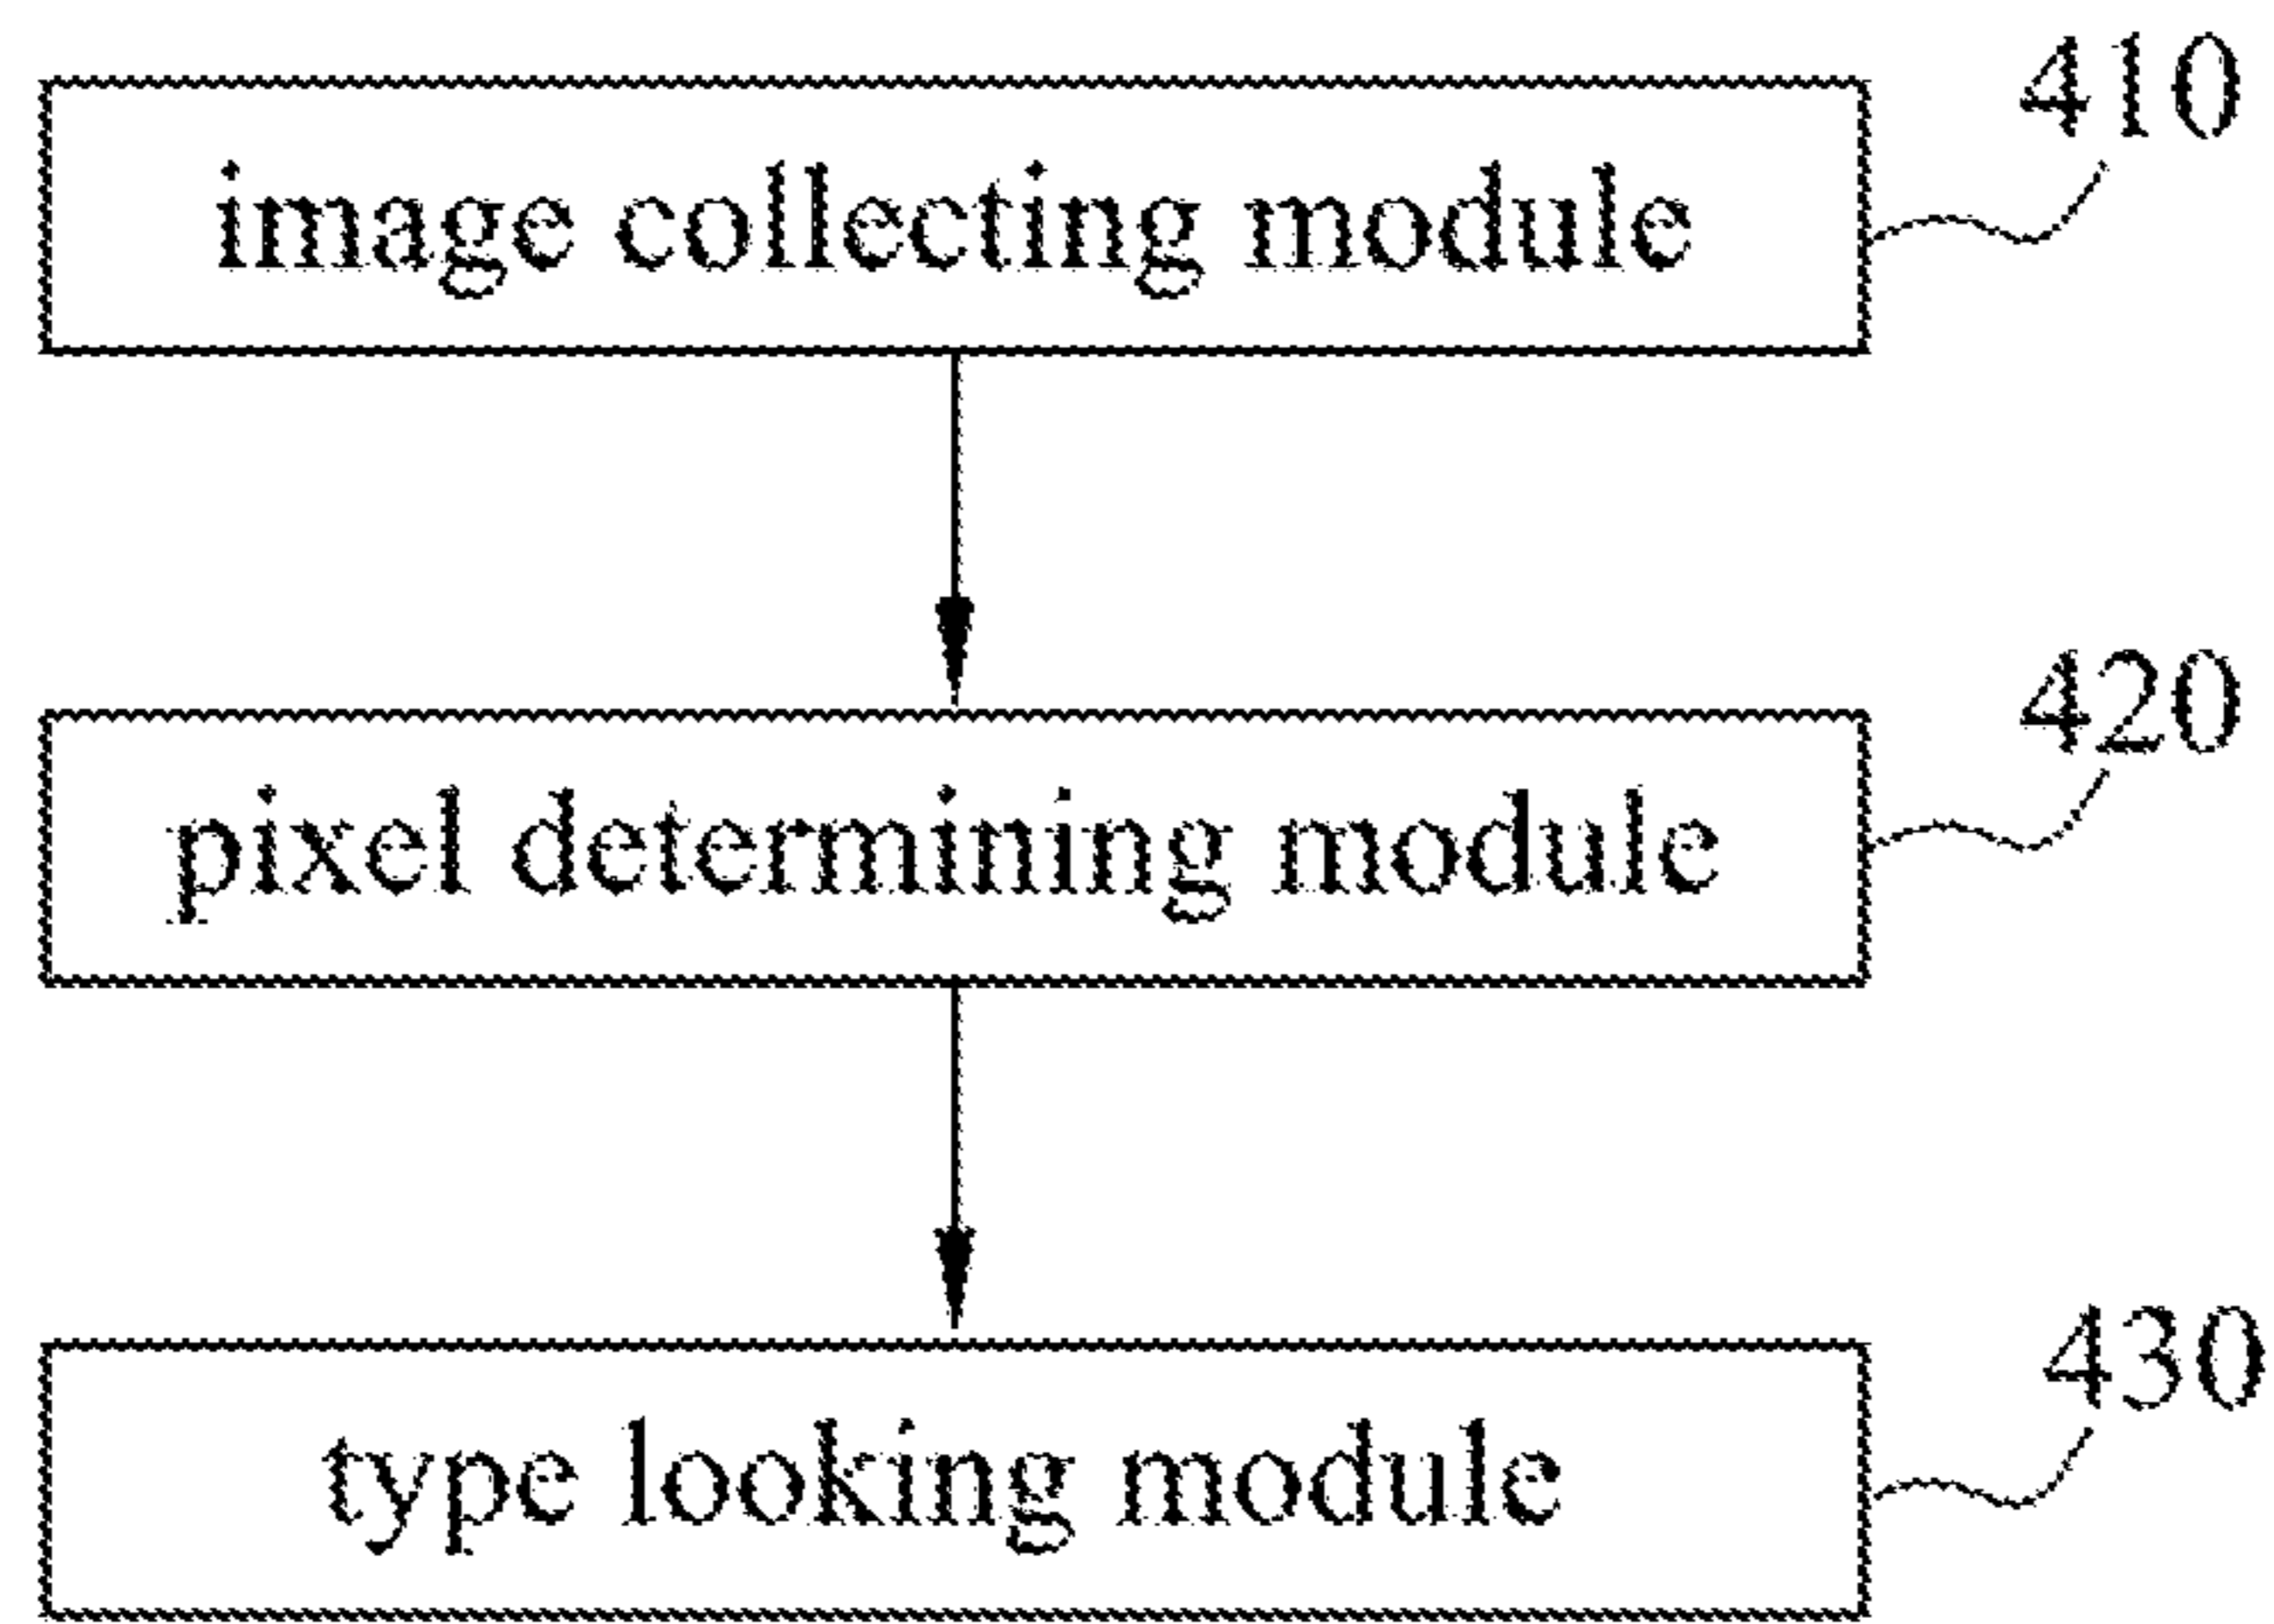 410
image collecting module
420
pixel determining module
430
type looking module